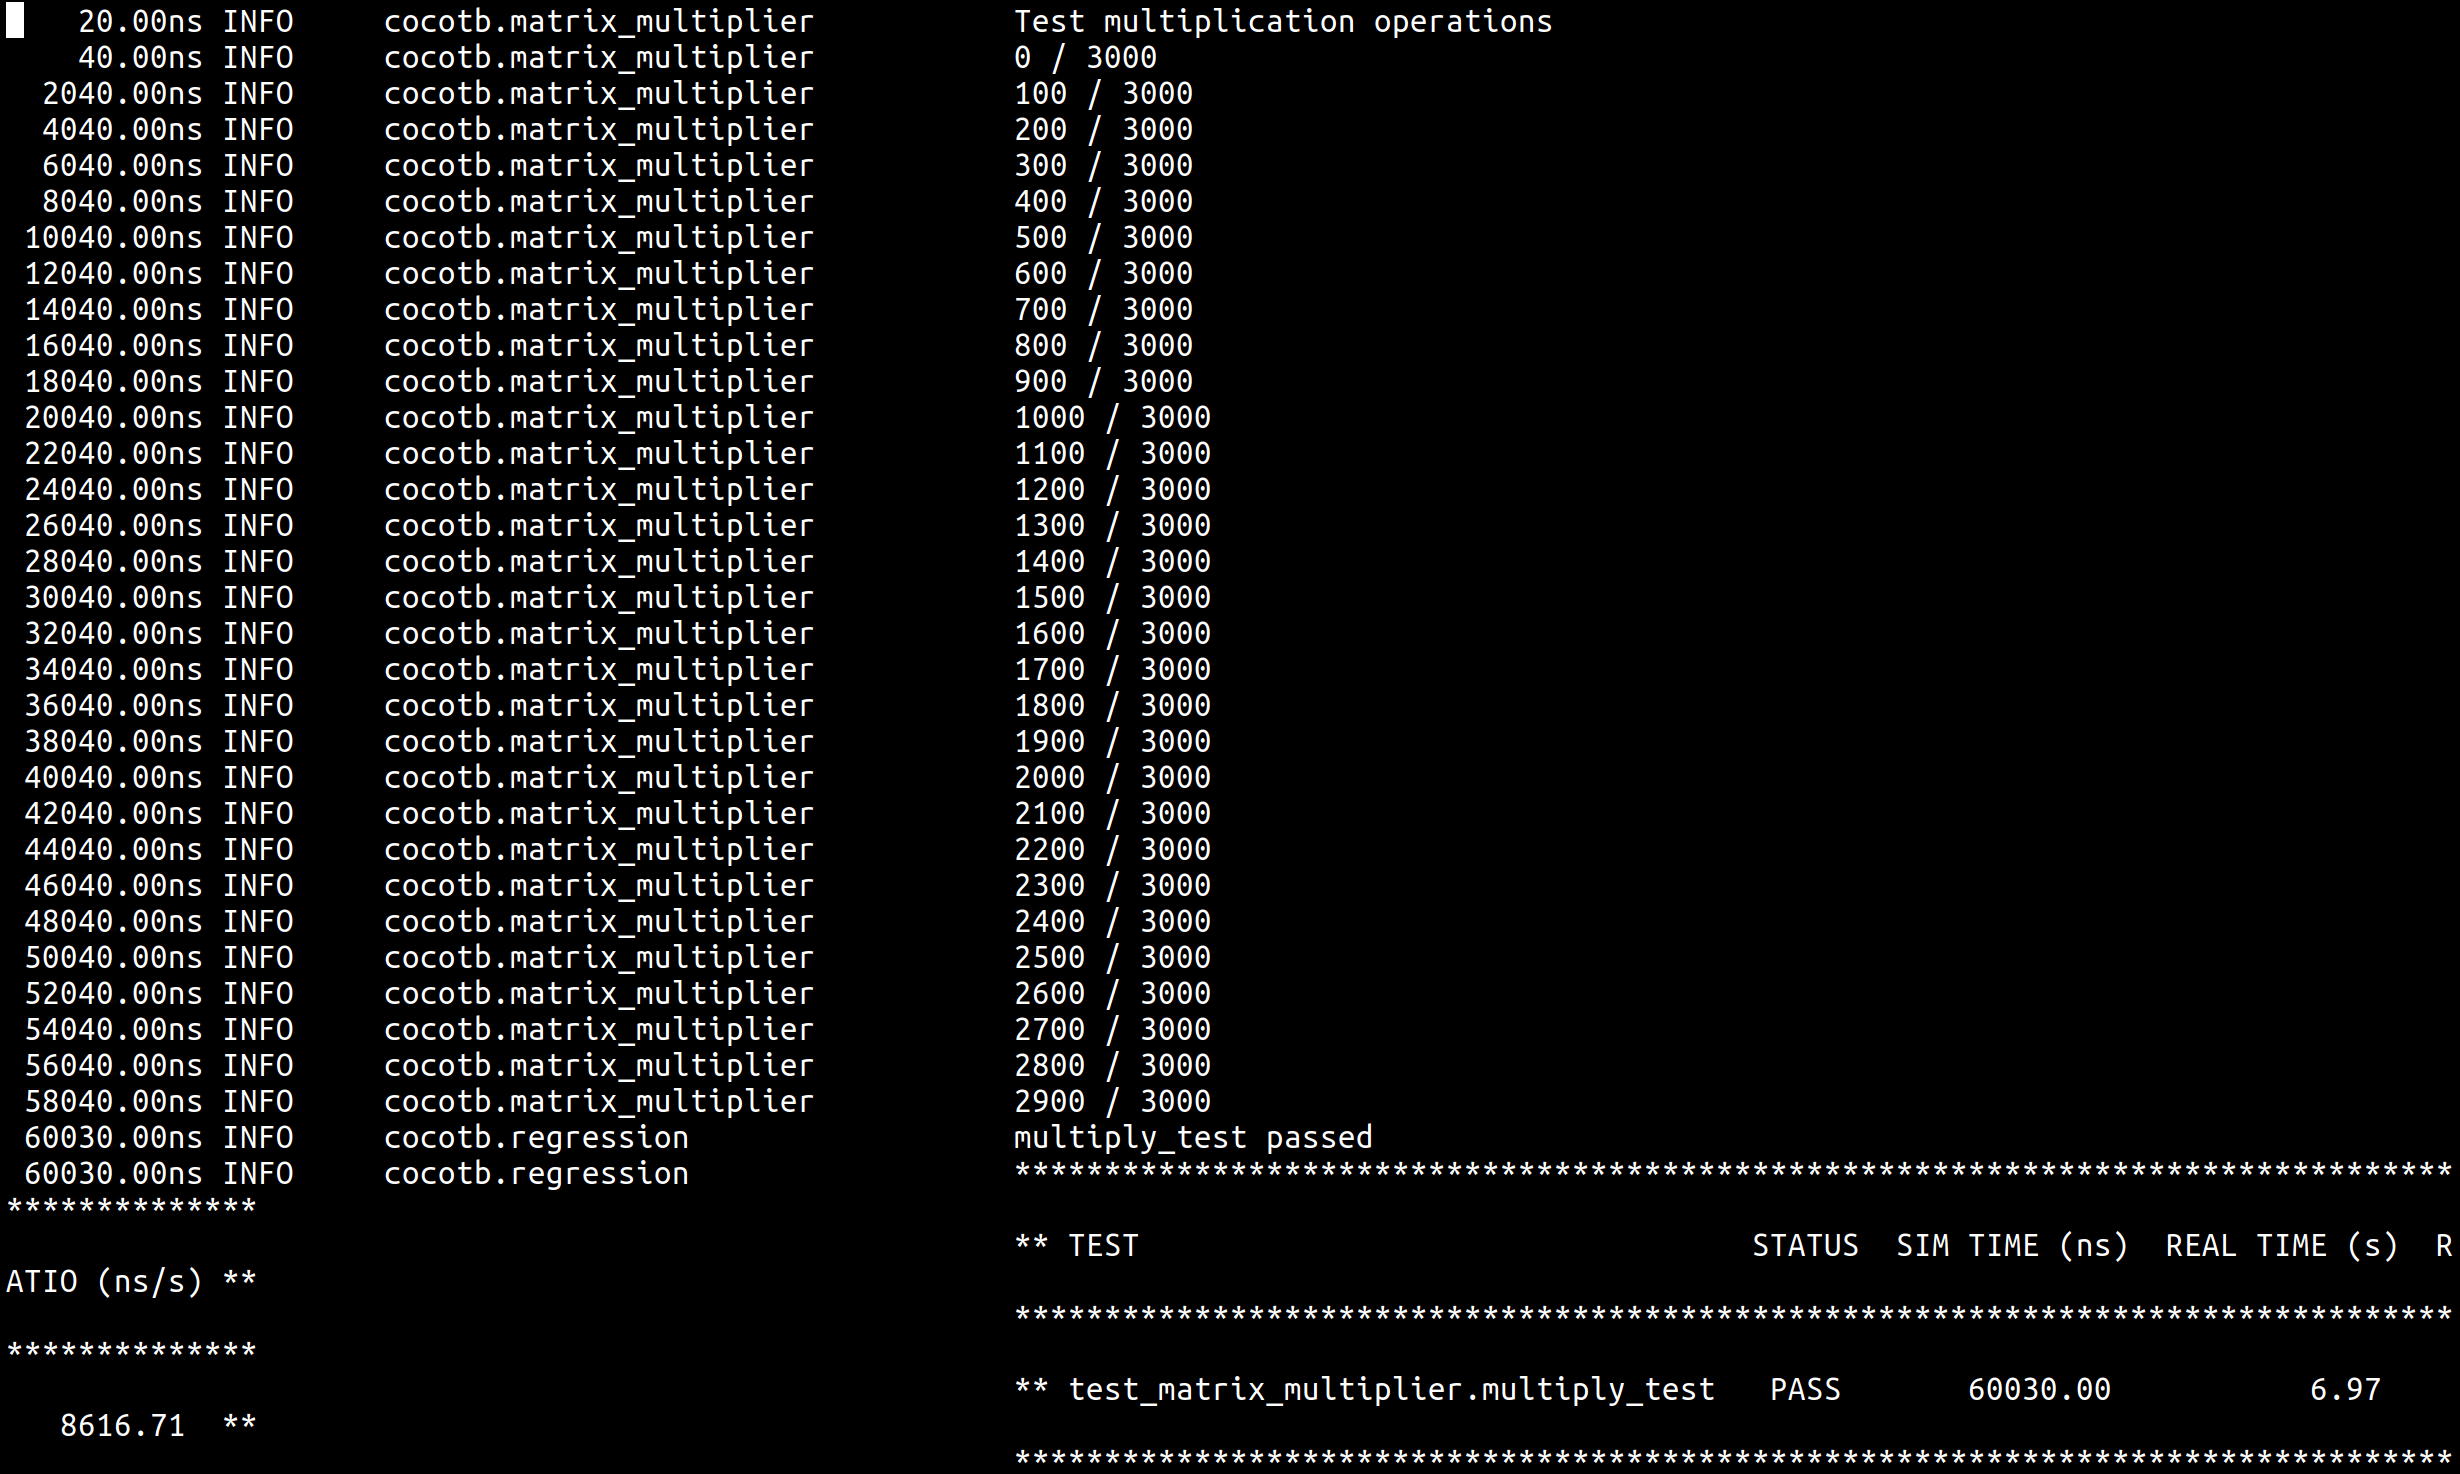 20.00ns INFO     cocotb.matrix_multiplier           Test multiplication operations
40.00ns INFO     cocotb.matrix_multiplier           0 / 3000
2040.00ns INFO     cocotb.matrix_multiplier           100 / 3000
4040.00ns INFO     cocotb.matrix_multiplier           200 / 3000
6040.00ns INFO     cocotb.matrix_multiplier           300 / 3000
8040.00ns INFO     cocotb.matrix_multiplier           400 / 3000
10040.00ns INFO     cocotb.matrix_multiplier           500 / 3000
12040.00ns INFO     cocotb.matrix_multiplier           600 / 3000
14040.00ns INFO     cocotb.matrix_multiplier           700 / 3000
16040.00ns INFO     cocotb.matrix_multiplier           800 / 3000
18040.00ns INFO     cocotb.matrix_multiplier           900 / 3000
20040.00ns INFO     cocotb.matrix_multiplier           1000 / 3000
22040.00ns INFO     cocotb.matrix_multiplier           1100 / 3000
24040.00ns INFO     cocotb.matrix_multiplier           1200 / 3000
26040.00ns INFO     cocotb.matrix_multiplier           1300 / 3000
28040.00ns INFO     cocotb.matrix_multiplier           1400 / 3000
30040.00ns INFO     cocotb.matrix_multiplier           1500 / 3000
32040.00ns INFO     cocotb.matrix_multiplier           1600 / 3000
34040.00ns INFO     cocotb.matrix_multiplier           1700 / 3000
36040.00ns INFO     cocotb.matrix_multiplier           1800 / 3000
38040.00ns INFO     cocotb.matrix_multiplier           1900 / 3000
40040.00ns INFO     cocotb.matrix_multiplier           2000 / 3000
42040.00ns INFO     cocotb.matrix_multiplier           2100 / 3000
44040.00ns INFO     cocotb.matrix_multiplier           2200 / 3000
46040.00ns INFO     cocotb.matrix_multiplier           2300 / 3000
48040.00ns INFO     cocotb.matrix_multiplier           2400 / 3000
50040.00ns INFO     cocotb.matrix_multiplier           2500 / 3000
52040.00ns INFO     cocotb.matrix_multiplier           2600 / 3000
54040.00ns INFO     cocotb.matrix_multiplier           2700 / 3000
56040.00ns INFO     cocotb.matrix_multiplier           2800 / 3000
58040.00ns INFO     cocotb.matrix_multiplier           2900 / 3000
60030.00ns INFO     cocotb.regression                  multiply_test passed
60030.00ns INFO     cocotb.regression                  ********************************************************************************
**************
** TEST                                  STATUS  SIM TIME (ns)  REAL TIME (s)  R
ATIO (ns/s) **
********************************************************************************
**************
** test_matrix_multiplier.multiply_test   PASS       60030.00           6.97
8616.71  **
********************************************************************************